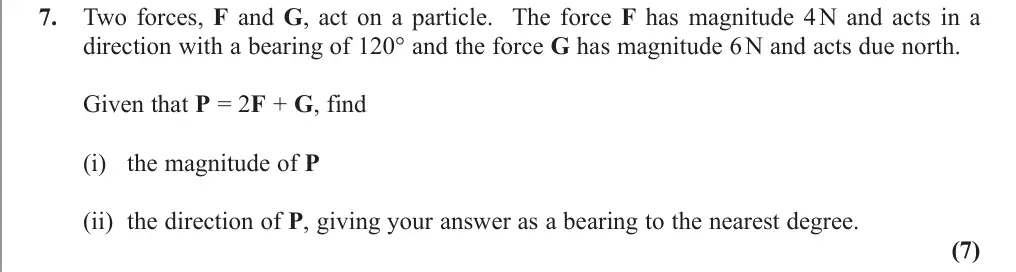 7. Two forces, F and G, act on a particle. The force F has magnitude 4 N and acts in a
direction with a bearing of 120° and the force G has magnitude 6 N and acts due north.
Given that P = 2F + G, find
(i) the magnitude of P
(ii) the direction of P, giving your answer as a bearing to the nearest degree.
(7)